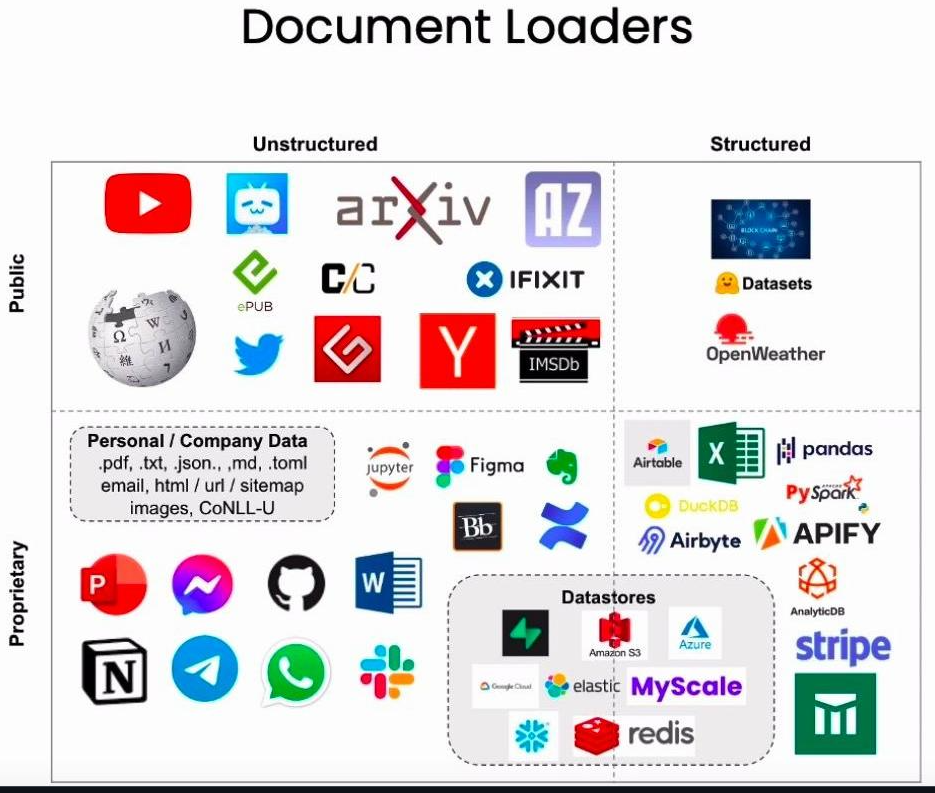 Document Loaders
Unstructured
Structured
Public
arXiv
AZ
BLOCK CHAIN
ePUB
C/C
IFIXIT
Datasets
W
Ω
И
維
Y
IMSDb
OpenWeather
Proprietary
Personal / Company Data
.pdf, .txt, .json., ,md, .toml
email, html / url / sitemap
images, CoNLL-U
jupyter
Figma
Airtable
X
pandas
Bb
DuckDB
APACHE
PySpark
Airbyte
APIFY
P
W
AnalyticDB
Datastores
N
Amazon S3
Azure
stripe
Google Cloud
elastic
MyScale
redis